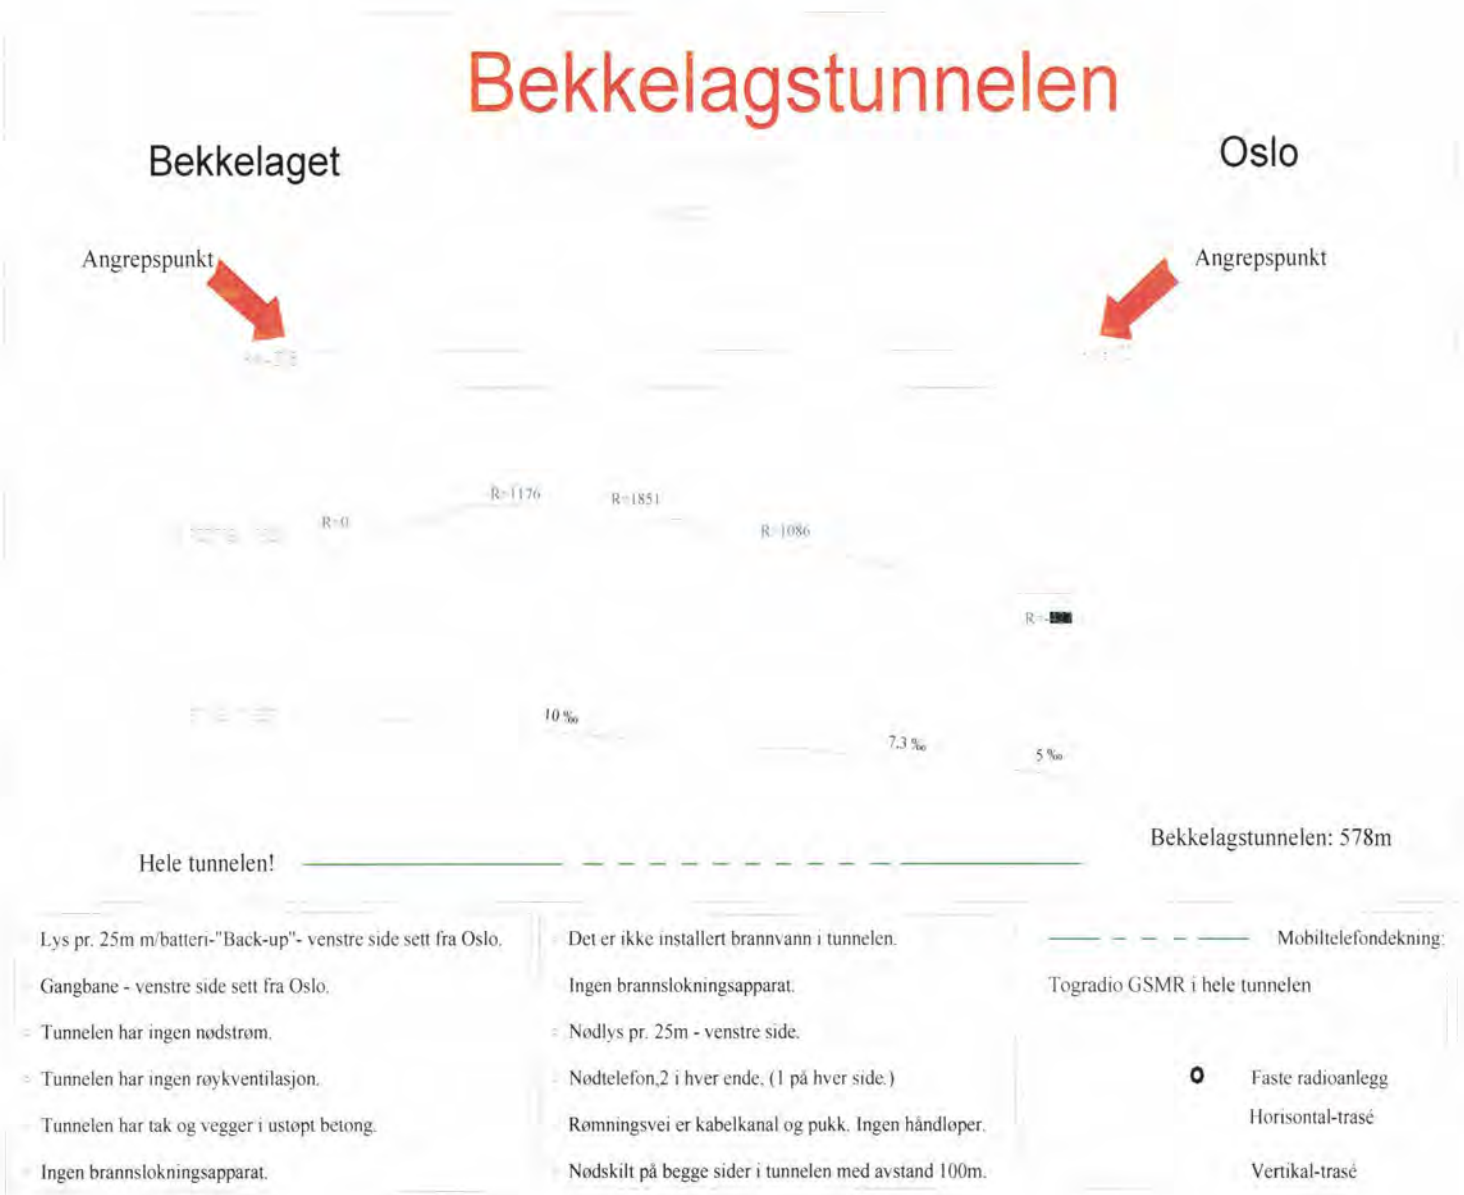 Bekkelagstunnelen
Bekkelaget
Oslo
Angrepspunkt
Angrepspunkt
R=1176
R=1851
R=0
R=1086
R=-
10 ‰
7.3 ‰
5 ‰
Bekkelagstunnelen: 578m
Hele tunnelen!
Lys pr. 25m m/batteri-"Back-up"- venstre side sett fra Oslo.
Gangbane - venstre side sett fra Oslo.
Tunnelen har ingen nødstrøm.
Tunnelen har ingen røykventilasjon.
Tunnelen har tak og vegger i ustøpt betong.
Ingen brannslokningsapparat.
Det er ikke installert brannvann i tunnelen.
Ingen brannslokningsapparat.
Nødlys pr. 25m - venstre side.
Nødtelefon,2 i hver ende. (1 på hver side.)
Rømningsvei er kabelkanal og pukk. Ingen håndløper.
Nødskilt på begge sider i tunnelen med avstand 100m.
Mobiltelefondekning:
Togradio GSMR i hele tunnelen
Faste radioanlegg
Horisontal-trasé
Vertikal-trasé